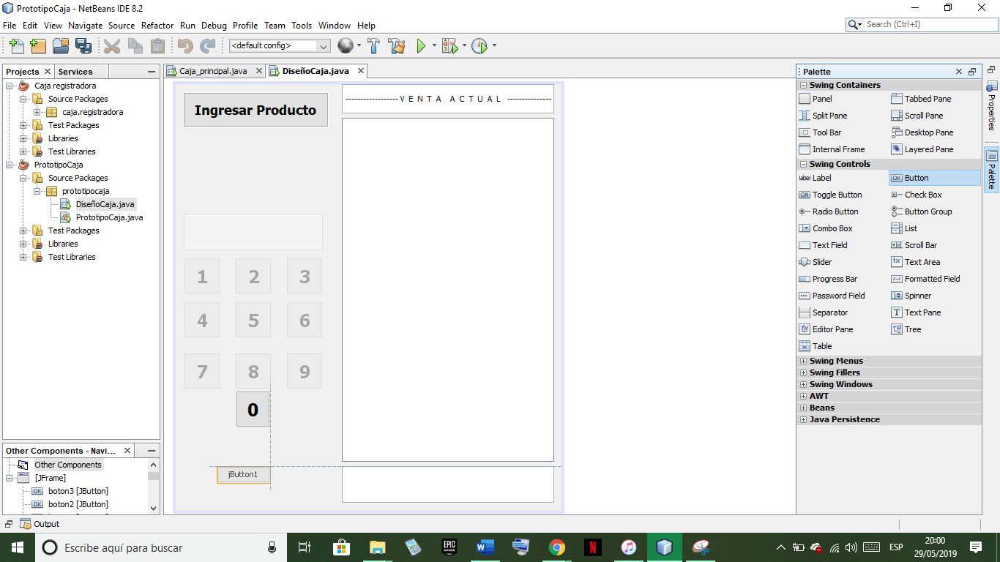 PrototipoCaja - NetBeans IDE 8.2
File Edit View Navigate Source Refactor Run Debug Profile Team Tools Window Help
Search (Ctrl+I)
<default config>
Projects
Services
Caja registradora
Source Packages
caja.registradora
Test Packages
Libraries
Test Libraries
PrototipoCaja
Source Packages
prototipocaja
DiseñoCaja.java
PrototipoCaja.java
Test Packages
Libraries
Test Libraries
Other Components - Navi...
Other Components
[JFrame]
boton3 [JButton]
boton2 [JButton]
Output
Caja_principal.java
DiseñoCaja.java
Ingresar Producto
------------------V E N T A   A C T U A L ---------------
1 2 3
4 5 6
7 8 9
0
jButton1
Palette
Swing Containers
Panel Tabbed Pane
Split Pane Scroll Pane
Tool Bar Desktop Pane
Internal Frame Layered Pane
Swing Controls
label Label OK Button
ON Toggle Button Check Box
Radio Button Button Group
Combo Box List
Text Field Scroll Bar
Slider Text Area
Progress Bar Formatted Field
Password Field Spinner
Separator Text Pane
Editor Pane Tree
Table
Swing Menus
Swing Fillers
Swing Windows
AWT
Beans
Java Persistence
Properties
Palette
Escribe aquí para buscar
EPIC GAMES
ESP
20:00
29/05/2019